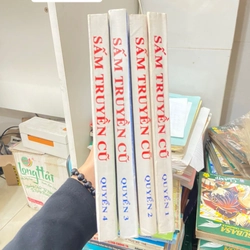 SẤM TRUYỀN CŨ QUYỂN 4
SẤM TRUYỀN CŨ QUYỂN 3
SẤM TRUYỀN CŨ QUYỂN 2
SẤM TRUYỀN CŨ QUYỂN 1